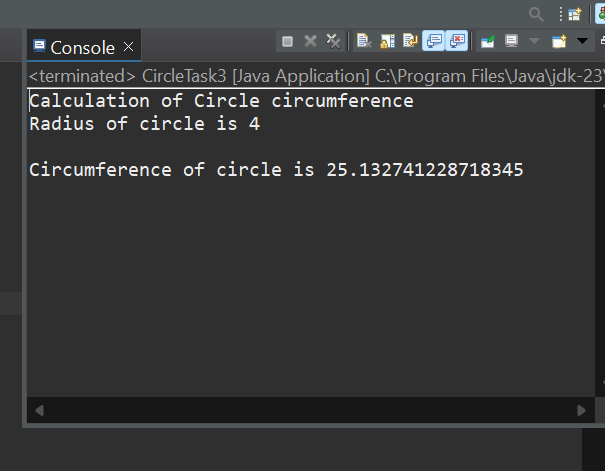 Console
<terminated> CircleTask3 [Java Application] C:\Program Files\Java\jdk-23\
Calculation of Circle circumference
Radius of circle is 4
Circumference of circle is 25.132741228718345